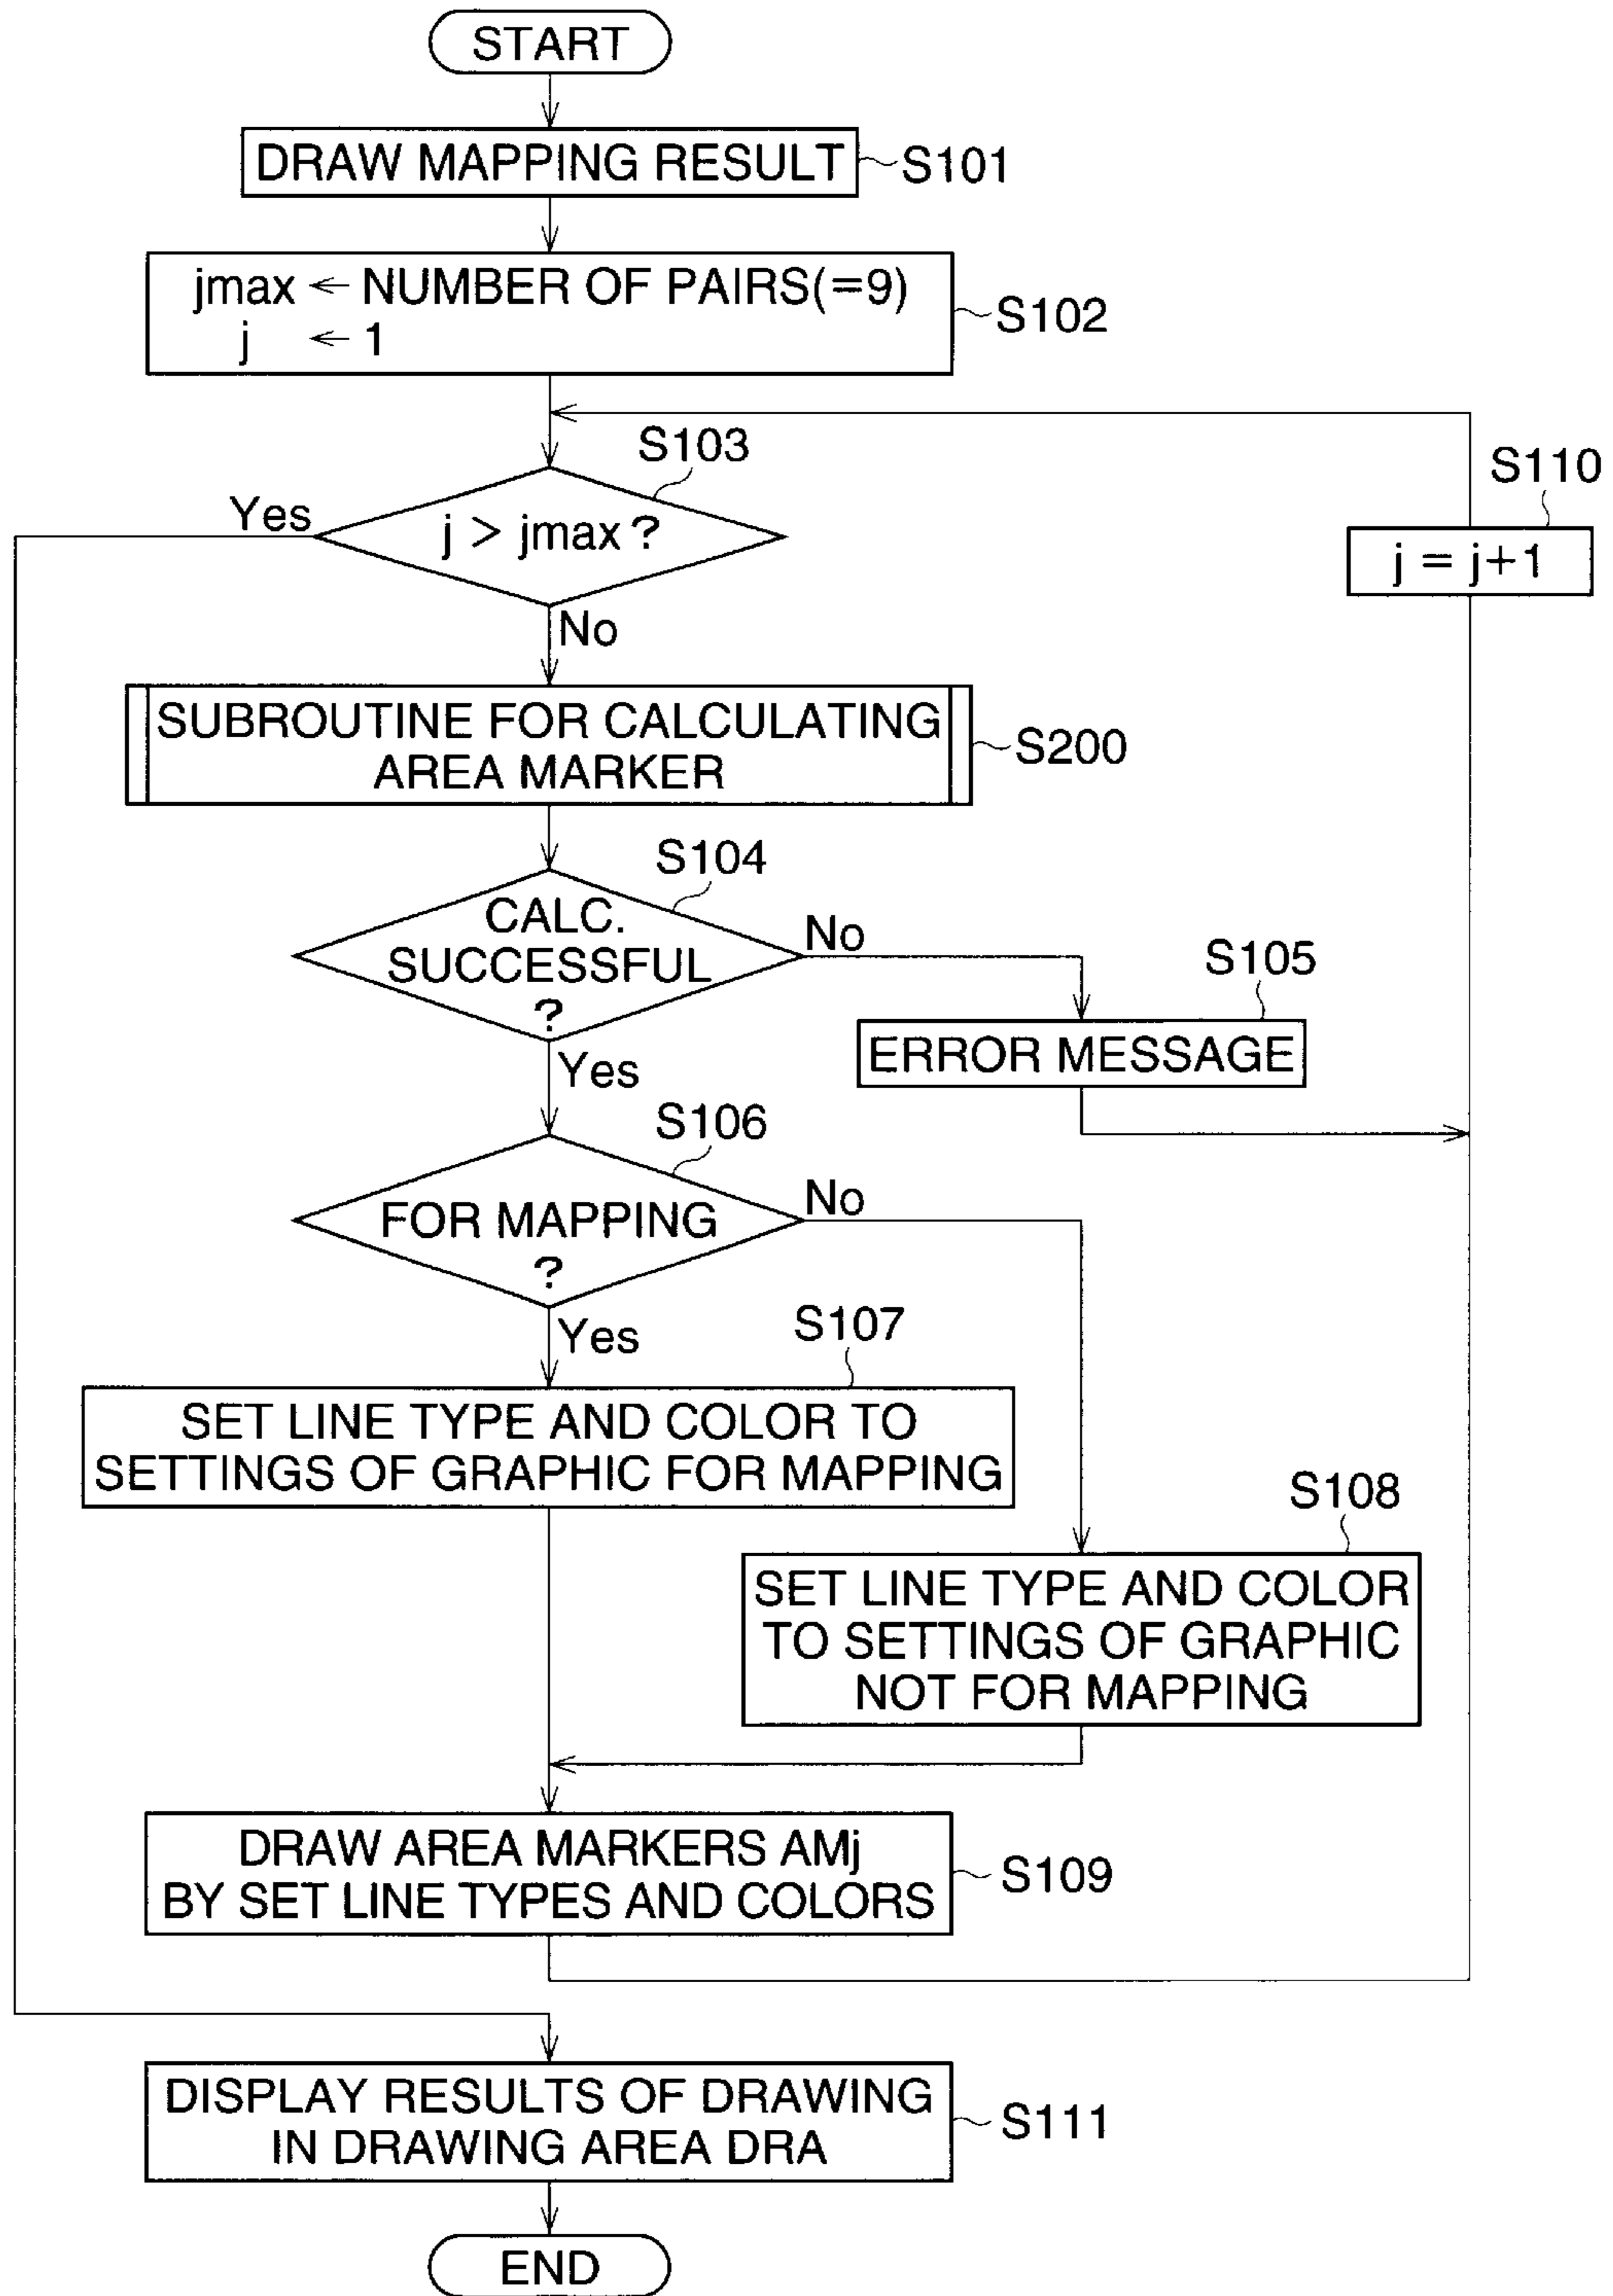 START
DRAW MAPPING RESULT
S101
jmax ← NUMBER OF PAIRS(=9)
j ← 1
S102
S103
j > jmax ?
Yes
No
S110
j = j+1
SUBROUTINE FOR CALCULATING
AREA MARKER
S200
S104
CALC.
SUCCESSFUL
?
No
Yes
S105
ERROR MESSAGE
S106
FOR MAPPING
?
No
Yes
S107
SET LINE TYPE AND COLOR TO
SETTINGS OF GRAPHIC FOR MAPPING
S108
SET LINE TYPE AND COLOR
TO SETTINGS OF GRAPHIC
NOT FOR MAPPING
DRAW AREA MARKERS AMj
BY SET LINE TYPES AND COLORS
S109
DISPLAY RESULTS OF DRAWING
IN DRAWING AREA DRA
S111
END